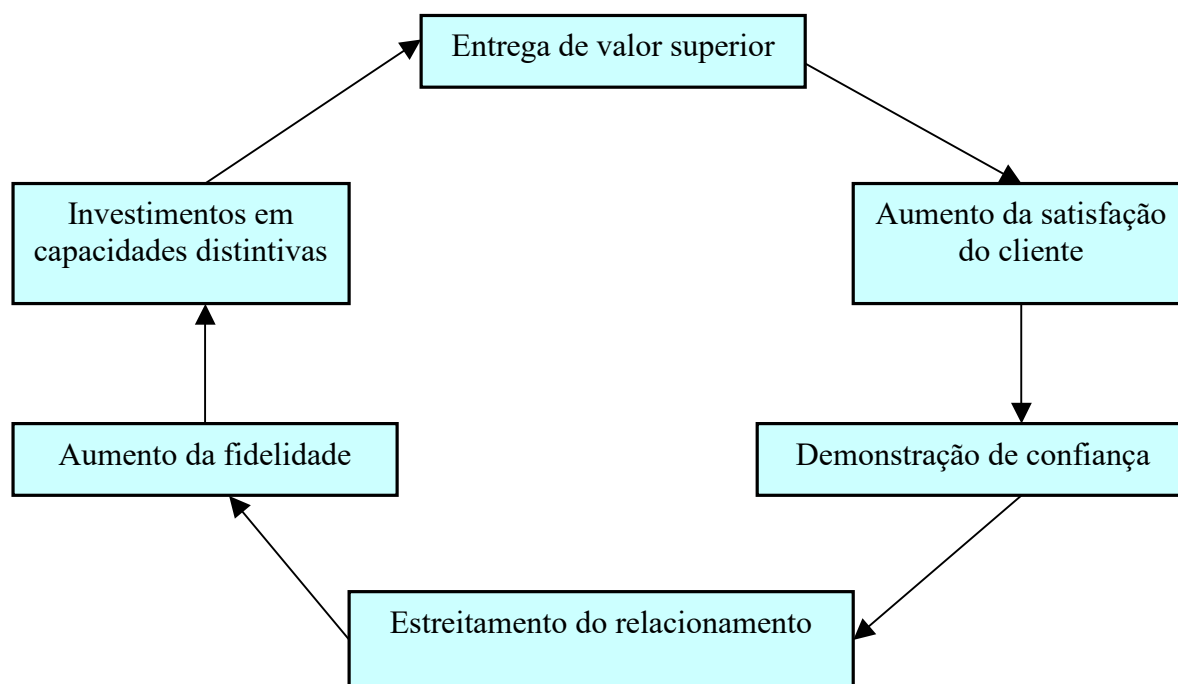 Entrega de valor superior
Investimentos em
capacidades distintivas
Aumento da satisfação
do cliente
Aumento da fidelidade
Demonstração de confiança
Estreitamento do relacionamento